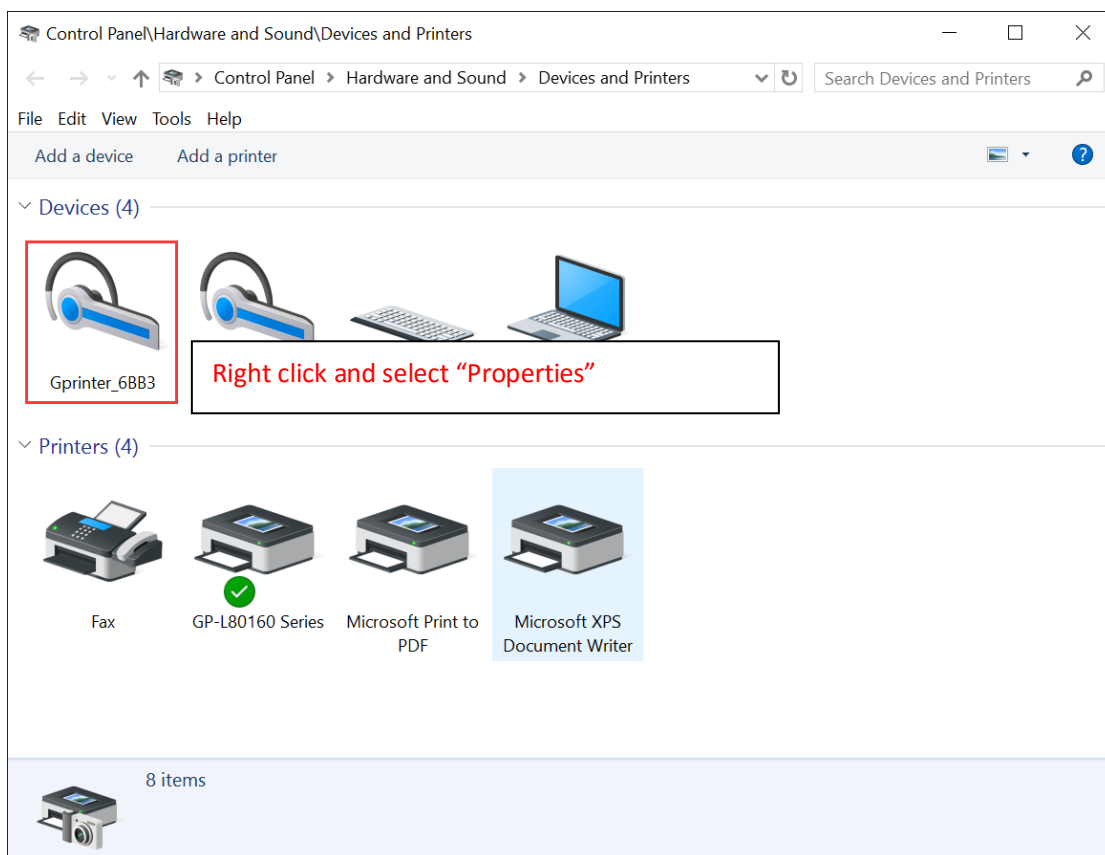 Control Panel\Hardware and Sound\Devices and Printers
Control Panel > Hardware and Sound > Devices and Printers
Search Devices and Printers
File Edit View Tools Help
Add a device Add a printer
?
Devices (4)
Gprinter_6BB3
Right click and select “Properties”
Printers (4)
Fax
GP-L80160 Series
Microsoft Print to
PDF
Microsoft XPS
Document Writer
8 items